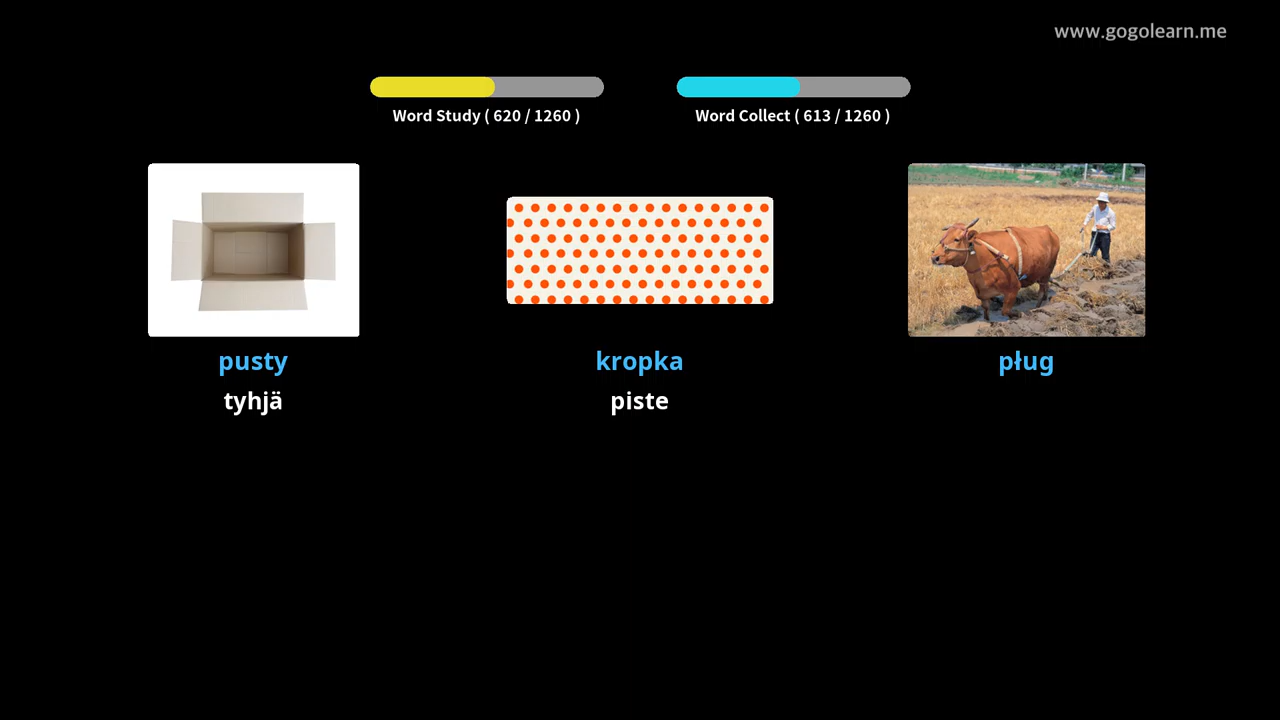 www.gogolearn.me
Word Study ( 620 / 1260 )
Word Collect ( 613 / 1260 )
pusty
tyhjä
kropka
piste
pług